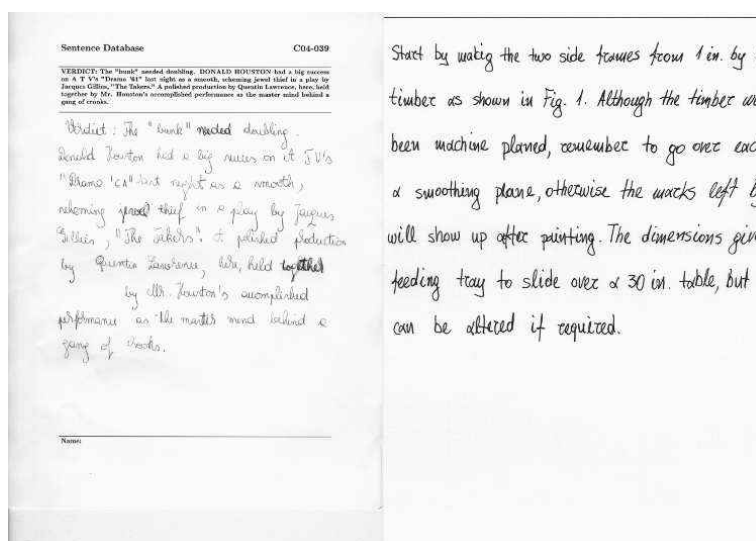 Sentence Database C04-039
VERDICT: The "bunk" needed doubling. DONALD HOUSTON had a big success
on A T V's "Drama '61" last night as a smooth, scheming jewel thief in a play by
Jacques Gillies, "The Takers." A polished production by Quentin Lawrence, here, held
together by Mr. Houston's accomplished performance as the master mind behind a
gang of crooks.
Verdict: The "bunk" needed doubling.
Donald Houston had a big succes on A TV's
"Drama last night as a smooth,
scheming jewel thief in a play by Jaques
Gillies, "The Takers". A polished production
by Quentin Lawrence, here, held together
by Mr. Houston's accomplished
performance as the master mind behind a
gang of crooks.
Name:
Start by makig the two side frames from 1 in. by
timber as shown in Fig. 1. Although the timber
been machine planed, remember to go over
a smoothing plane, otherwise the marks left
will show up after painting. The dimensions
feeding tray to slide over a 30 in. table, but
can be altered if required.